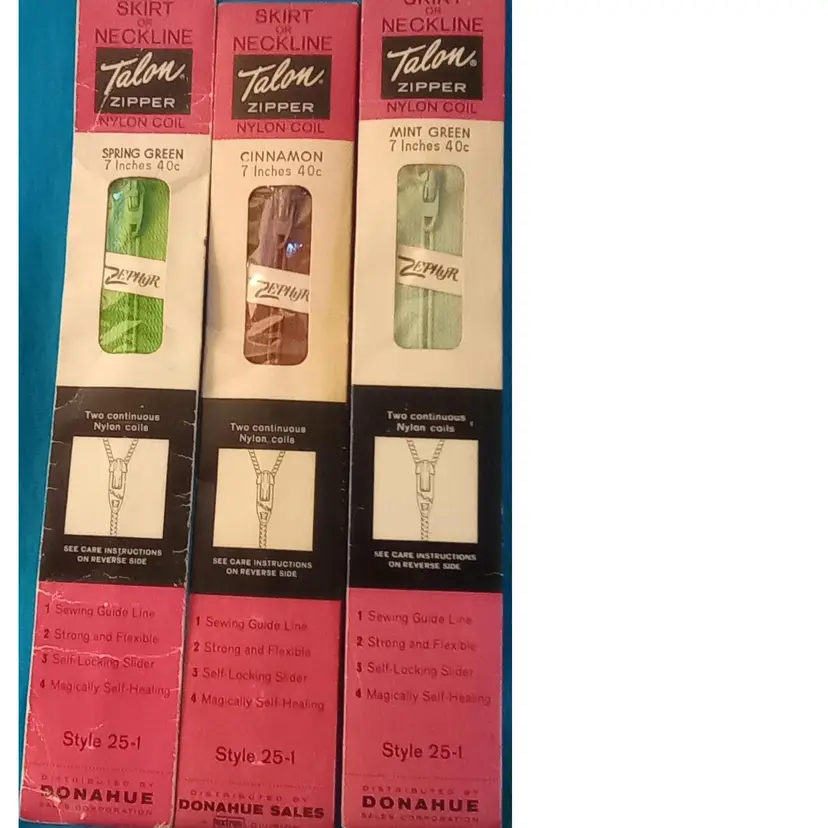 SKIRT
OR
NECKLINE
Talon
ZIPPER
NYLON COIL
SPRING GREEN
7 Inches 40c
ZEPHYR
Two continuous
Nylon coils
SEE CARE INSTRUCTIONS
ON REVERSE SIDE
1 Sewing Guide Line
2 Strong and Flexible
3 Self-Locking Slider
4 Magically Self-Healing
Style 25-1
DISTRIBUTED BY
DONAHUE
SALES CORPORATION
SKIRT
OR
NECKLINE
Talon
ZIPPER
NYLON COIL
CINNAMON
7 Inches 40c
ZEPHYR
Two continuous
Nylon coils
SEE CARE INSTRUCTIONS
ON REVERSE SIDE
1 Sewing Guide Line
2 Strong and Flexible
3 Self-Locking Slider
4 Magically Self-Healing
Style 25-1
DISTRIBUTED BY
DONAHUE SALES
textron DIVISION
SKIRT
OR
NECKLINE
Talon®
ZIPPER
NYLON COIL
MINT GREEN
7 Inches 40c
ZEPHYR
Two continuous
Nylon coils
SEE CARE INSTRUCTIONS
ON REVERSE SIDE
1 Sewing Guide Line
2 Strong and Flexible
3 Self-Locking Slider
4 Magically Self-Healing
Style 25-1
DISTRIBUTED BY
DONAHUE
SALES CORPORATION